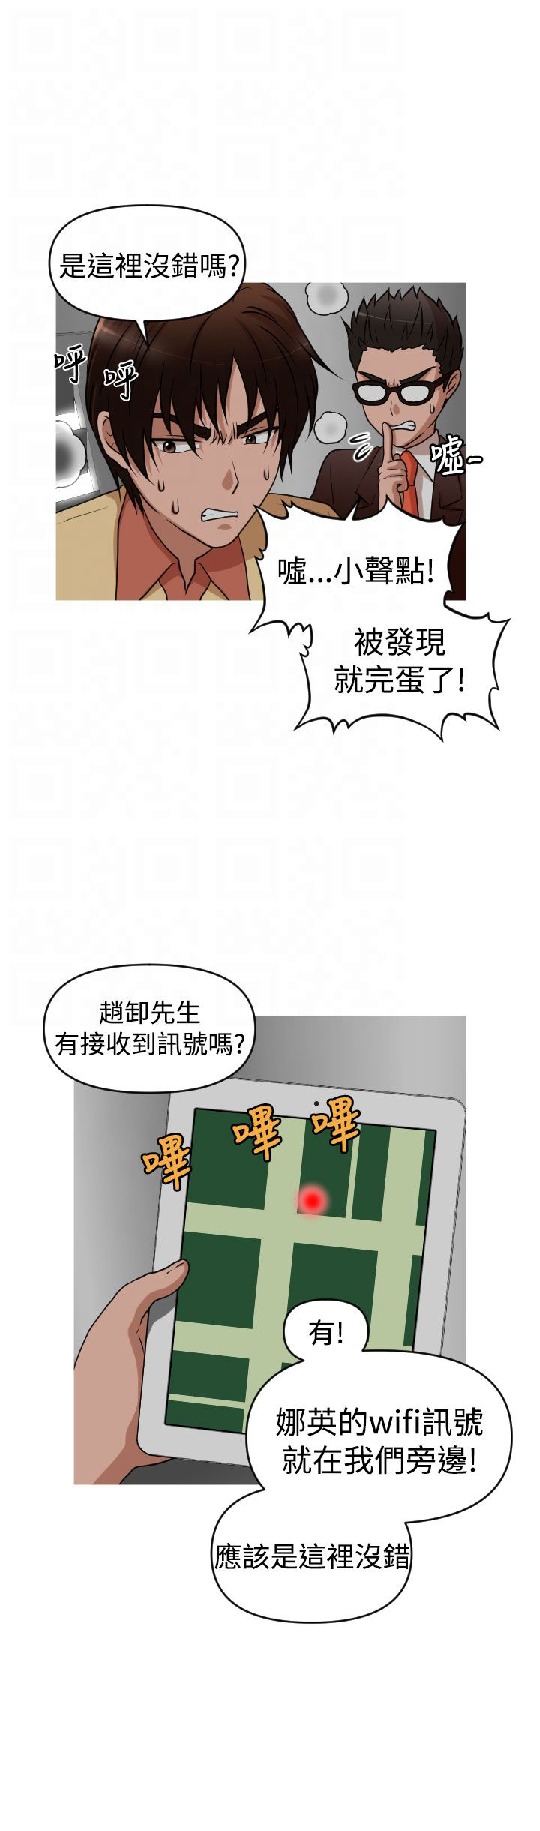 是這裡沒錯嗎?
呼
呼
噓-
噓…小聲點!
被發現
就完蛋了!
趙卸先生
有接收到訊號嗎?
嗶 嗶 嗶
有!
娜英的wifi訊號
就在我們旁邊!
應該是這裡沒錯